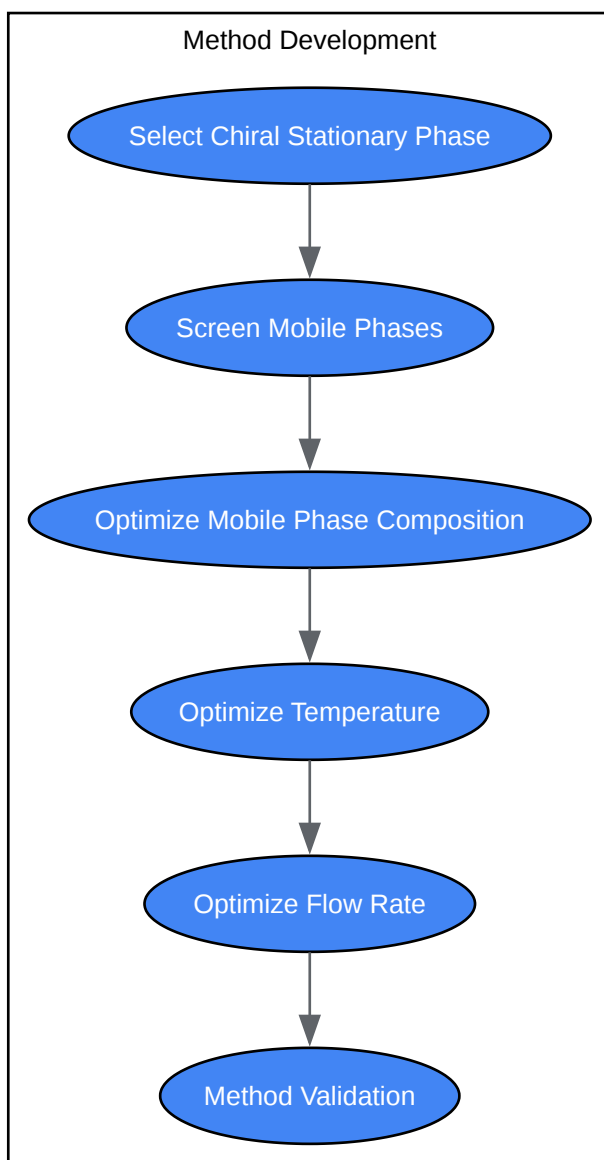 Method Development
Select Chiral Stationary Phase
Screen Mobile Phases
Optimize Mobile Phase Composition
Optimize Temperature
Optimize Flow Rate
Method Validation